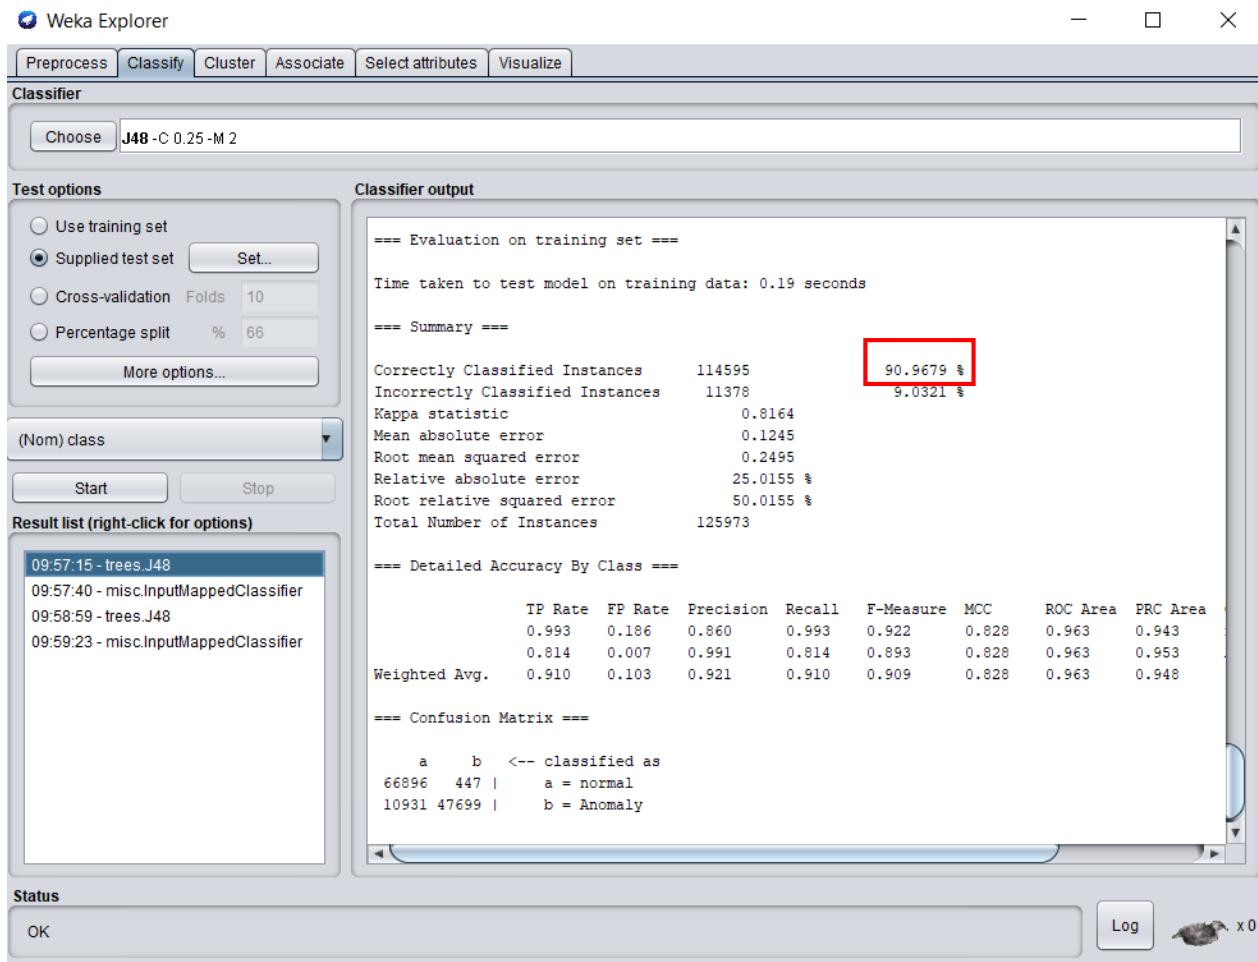 Weka Explorer
Preprocess Classify Cluster Associate Select attributes Visualize
Classifier
Choose J48 -C 0.25 -M 2
Test options
Use training set
Supplied test set Set...
Cross-validation Folds 10
Percentage split % 66
More options...
(Nom) class
Start Stop
Result list (right-click for options)
09:57:15 - trees.J48
09:57:40 - misc.InputMappedClassifier
09:58:59 - trees.J48
09:59:23 - misc.InputMappedClassifier
Classifier output
=== Evaluation on training set ===
Time taken to test model on training data: 0.19 seconds
=== Summary ===
Correctly Classified Instances 114595 90.9679 %
Incorrectly Classified Instances 11378 9.0321 %
Kappa statistic 0.8164
Mean absolute error 0.1245
Root mean squared error 0.2495
Relative absolute error 25.0155 %
Root relative squared error 50.0155 %
Total Number of Instances 125973
=== Detailed Accuracy By Class ===
TP Rate FP Rate Precision Recall F-Measure MCC ROC Area PRC Area
0.993 0.186 0.860 0.993 0.922 0.828 0.963 0.943
0.814 0.007 0.991 0.814 0.893 0.828 0.963 0.953
Weighted Avg. 0.910 0.103 0.921 0.910 0.909 0.828 0.963 0.948
=== Confusion Matrix ===
a b <-- classified as
66896 447 | a = normal
10931 47699 | b = Anomaly
Status
OK
Log
x 0